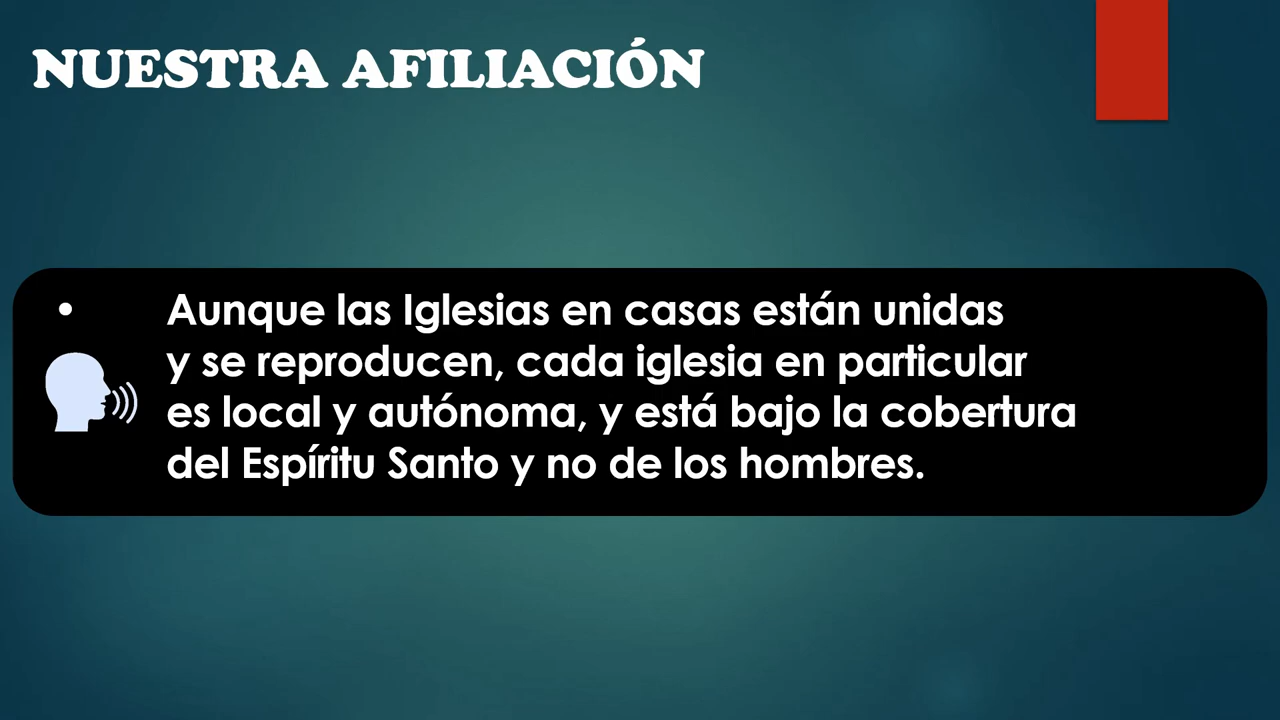 NUESTRA AFILIACIÓN
• Aunque las Iglesias en casas están unidas
y se reproducen, cada iglesia en particular
es local y autónoma, y está bajo la cobertura
del Espíritu Santo y no de los hombres.